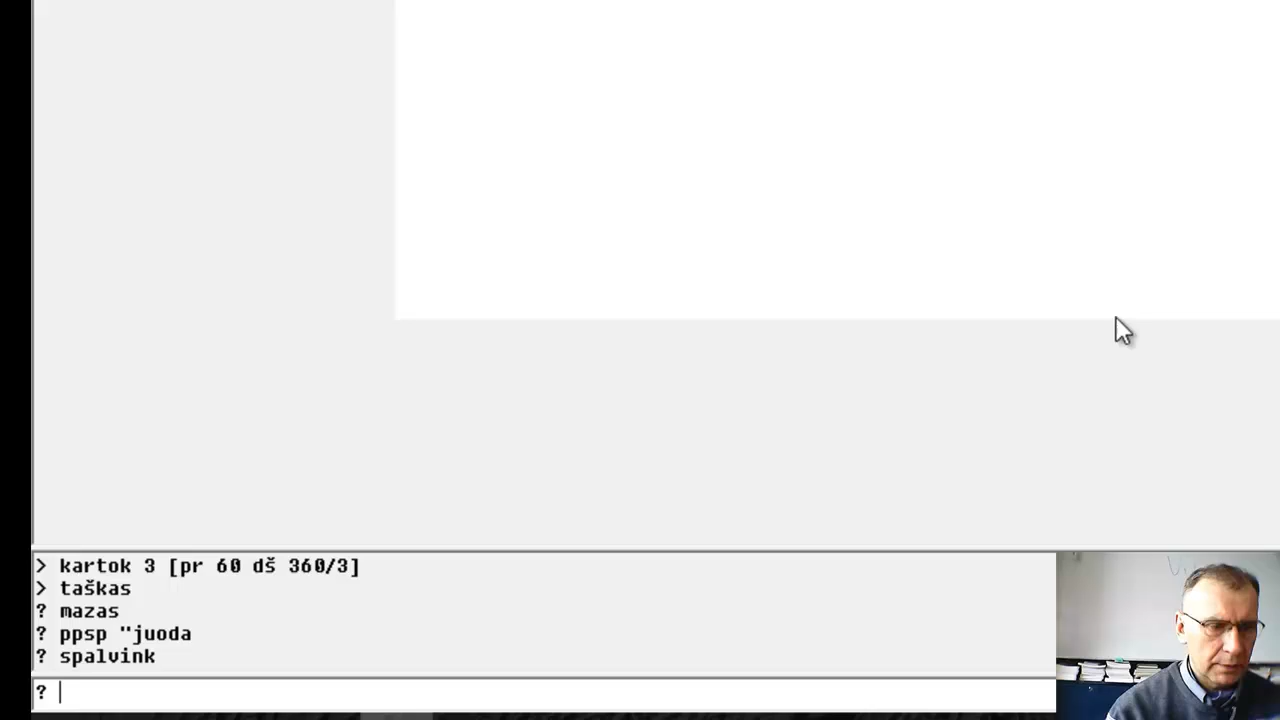 > kartok 3 [pr 60 dš 360/3]
> taškas
? mazas
? ppsp "juoda
? spalvink
?